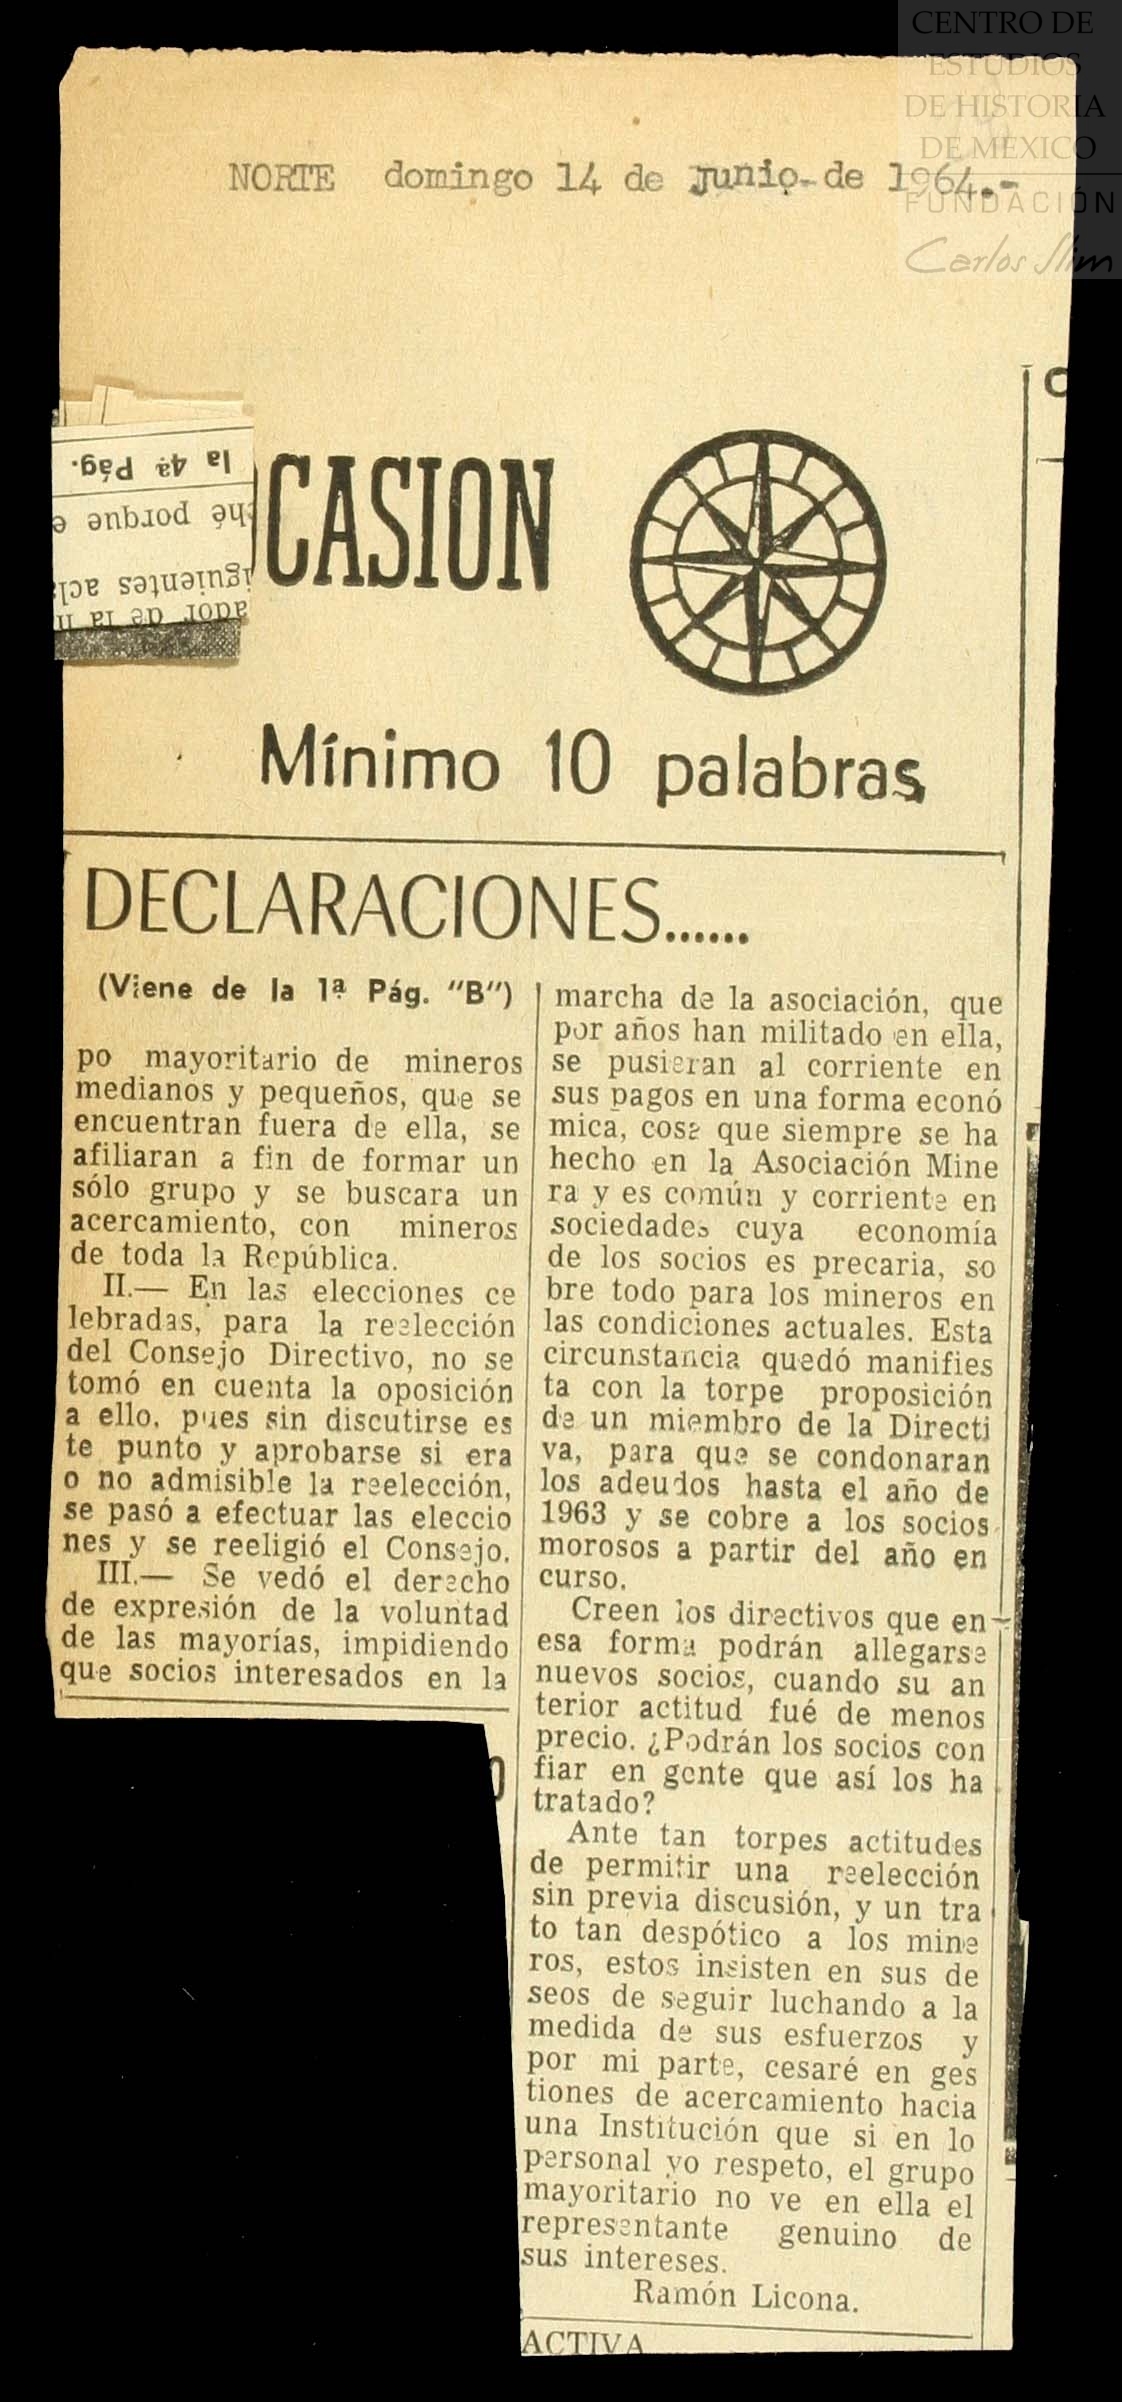 CENTRO DE
ESTUDIOS
DE HISTORIA
DE MEXICO
FUNDACIÓN
Carlos Slim
NORTE domingo 14 de junio de 1964.-
la 4ª Pág.
ché porque e
iguientes acla
ador de la
CASION
Mínimo 10 palabras
DECLARACIONES......
(Viene de la 1ª Pág. "B")
po mayoritario de mineros
medianos y pequeños, que se
encuentran fuera de ella, se
afiliaran a fin de formar un
sólo grupo y se buscara un
acercamiento, con mineros
de toda la República.
II.— En las elecciones ce
lebradas, para la reelección
del Consejo Directivo, no se
tomó en cuenta la oposición
a ello, pues sin discutirse es
te punto y aprobarse si era
o no admisible la reelección,
se pasó a efectuar las eleccio
nes y se reeligió el Consejo.
III.— Se vedó el derecho
de expresión de la voluntad
de las mayorías, impidiendo
que socios interesados en la
marcha de la asociación, que
por años han militado en ella,
se pusieran al corriente en
sus pagos en una forma econó
mica, cosa que siempre se ha
hecho en la Asociación Mine
ra y es común y corriente en
sociedades cuya economía
de los socios es precaria, so
bre todo para los mineros en
las condiciones actuales. Esta
circunstancia quedó manifies
ta con la torpe proposición
de un miembro de la Directi
va, para que se condonaran
los adeudos hasta el año de
1963 y se cobre a los socios
morosos a partir del año en
curso.
Creen los directivos que en
esa forma podrán allegarse
nuevos socios, cuando su an
terior actitud fué de menos
precio. ¿Podrán los socios con
fiar en gente que así los ha
tratado?
Ante tan torpes actitudes
de permitir una reelección
sin previa discusión, y un tra
to tan despótico a los mine
ros, estos insisten en sus de
seos de seguir luchando a la
medida de sus esfuerzos y
por mi parte, cesaré en ges
tiones de acercamiento hacia
una Institución que si en lo
personal yo respeto, el grupo
mayoritario no ve en ella el
representante genuino de
sus intereses.
Ramón Licona.
ACTIVA